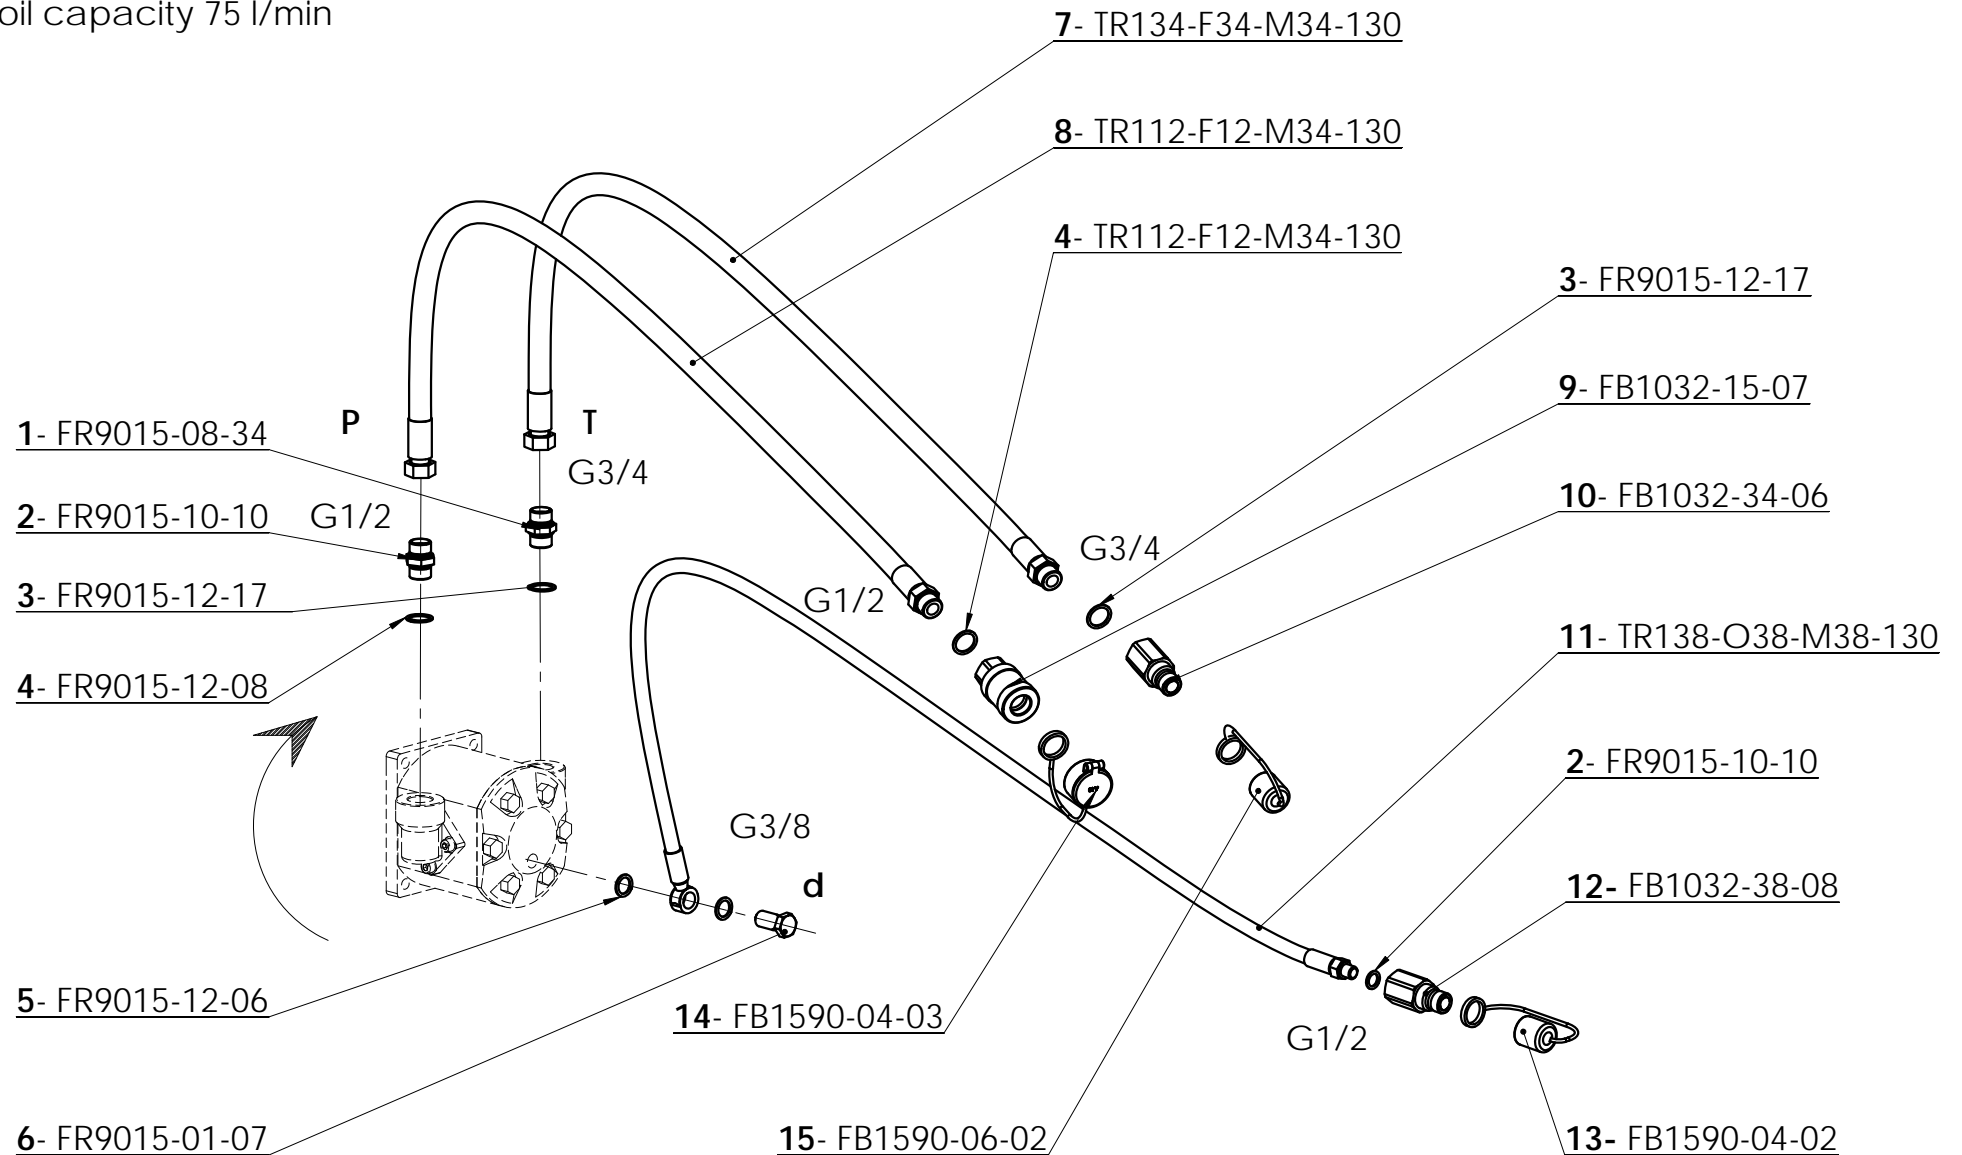 oil capacity 75 l/min
7- TR134-F34-M34-130
8- TR112-F12-M34-130
4- TR112-F12-M34-130
3- FR9015-12-17
9- FB1032-15-07
P
T
1- FR9015-08-34
G3/4
10- FB1032-34-06
2- FR9015-10-10
G1/2
G3/4
3- FR9015-12-17
G1/2
11- TR138-O38-M38-130
4- FR9015-12-08
2- FR9015-10-10
G3/8
d
12- FB1032-38-08
5- FR9015-12-06
14- FB1590-04-03
G1/2
6- FR9015-01-07
15- FB1590-06-02
13- FB1590-04-02